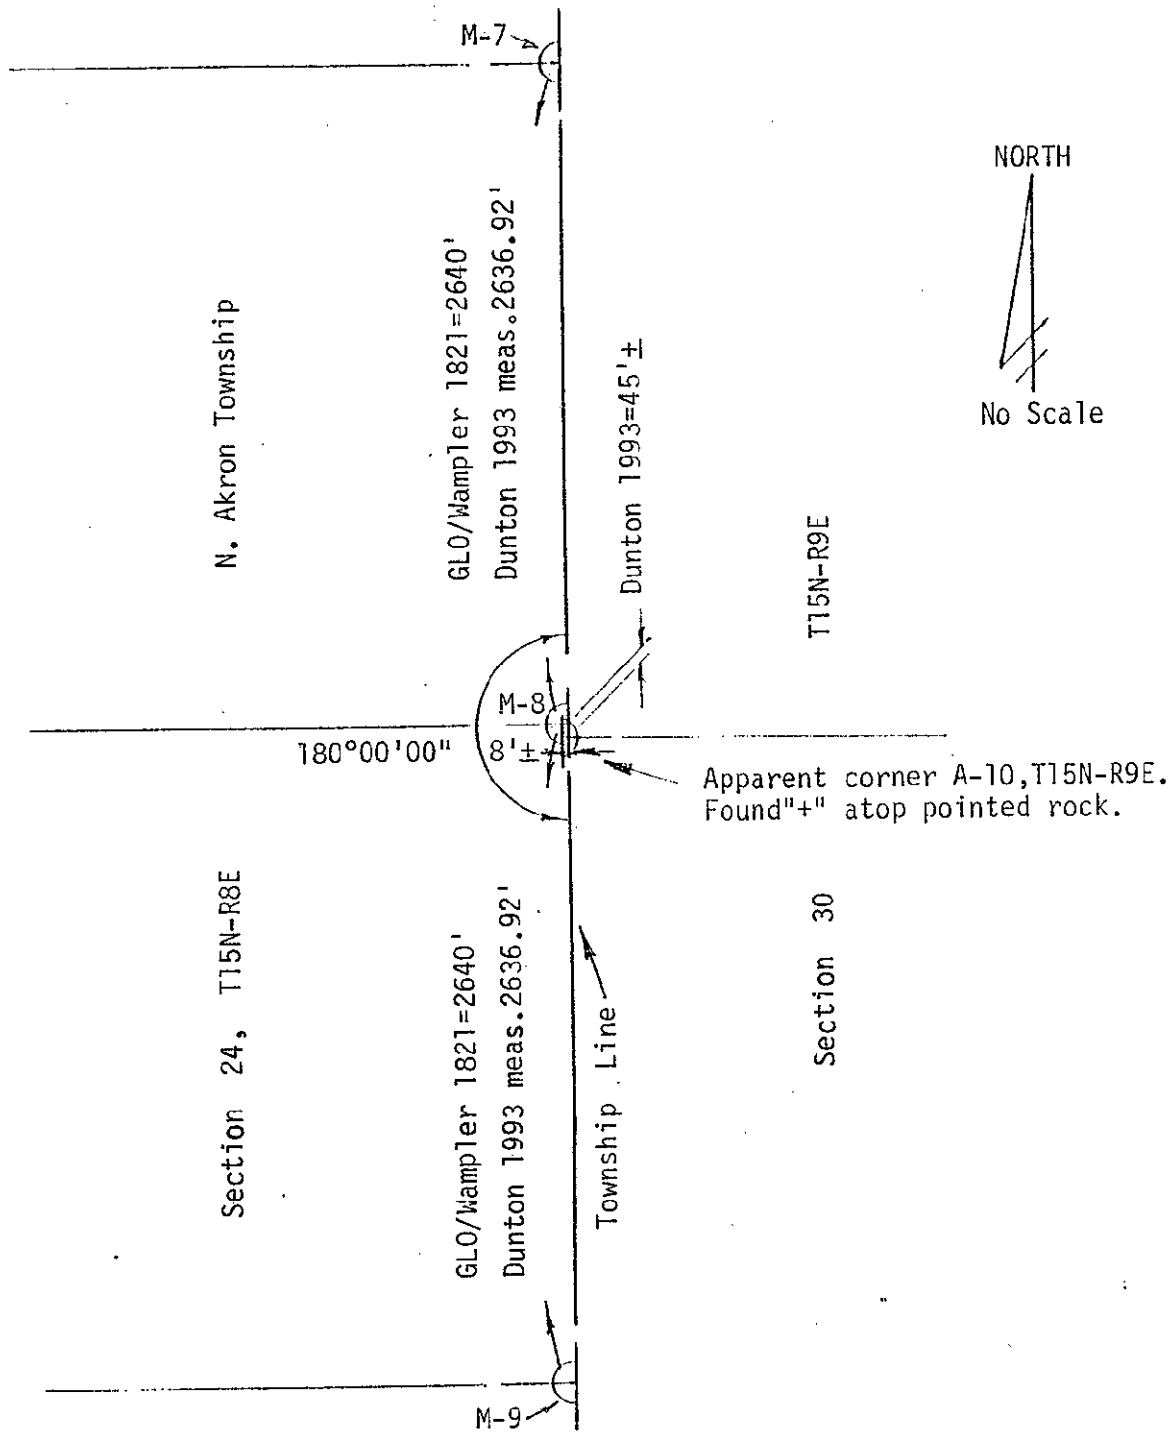 M-7
NORTH
No Scale
N. Akron Township
GLO/Wampler 1821=2640'
Dunton 1993 meas.2636.92'
Dunton 1993=45'±
T15N-R9E
M-8
180°00'00"
8'±
Apparent corner A-10,T15N-R9E.
Found"+" atop pointed rock.
Section 24, T15N-R8E
GLO/Wampler 1821=2640'
Dunton 1993 meas.2636.92'
Township Line
Section 30
M-9